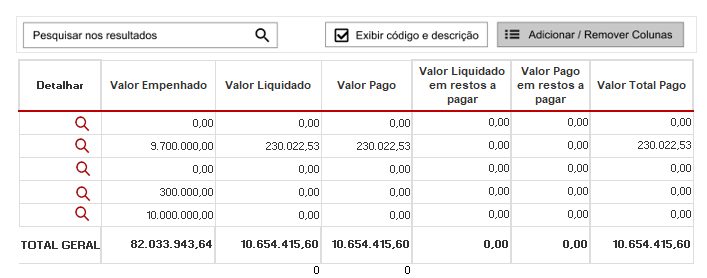 Pesquisar nos resultados Exibir código e descrição Adicionar / Remover Colunas
Detalhar Valor Empenhado Valor Liquidado Valor Pago Valor Liquidado em restos a pagar Valor Pago em restos a pagar Valor Total Pago
0,00 0,00 0,00 0,00 0,00 0,00
9.700.000,00 230.022,53 230.022,53 0,00 0,00 230.022,53
0,00 0,00 0,00 0,00 0,00 0,00
300.000,00 0,00 0,00 0,00 0,00 0,00
10.000.000,00 0,00 0,00 0,00 0,00 0,00
TOTAL GERAL 82.033.943,64 10.654.415,60 10.654.415,60 0,00 0,00 10.654.415,60
0 0